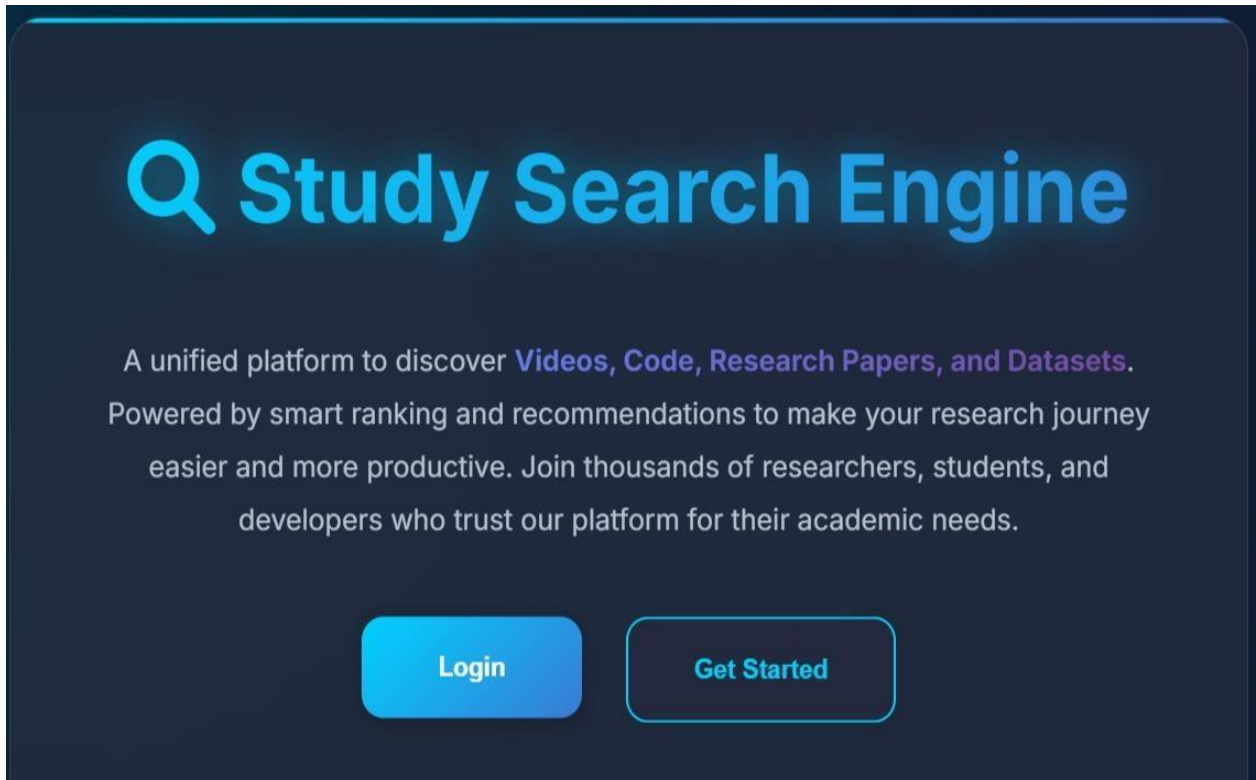 Study Search Engine
A unified platform to discover Videos, Code, Research Papers, and Datasets.
Powered by smart ranking and recommendations to make your research journey
easier and more productive. Join thousands of researchers, students, and
developers who trust our platform for their academic needs.
Login
Get Started